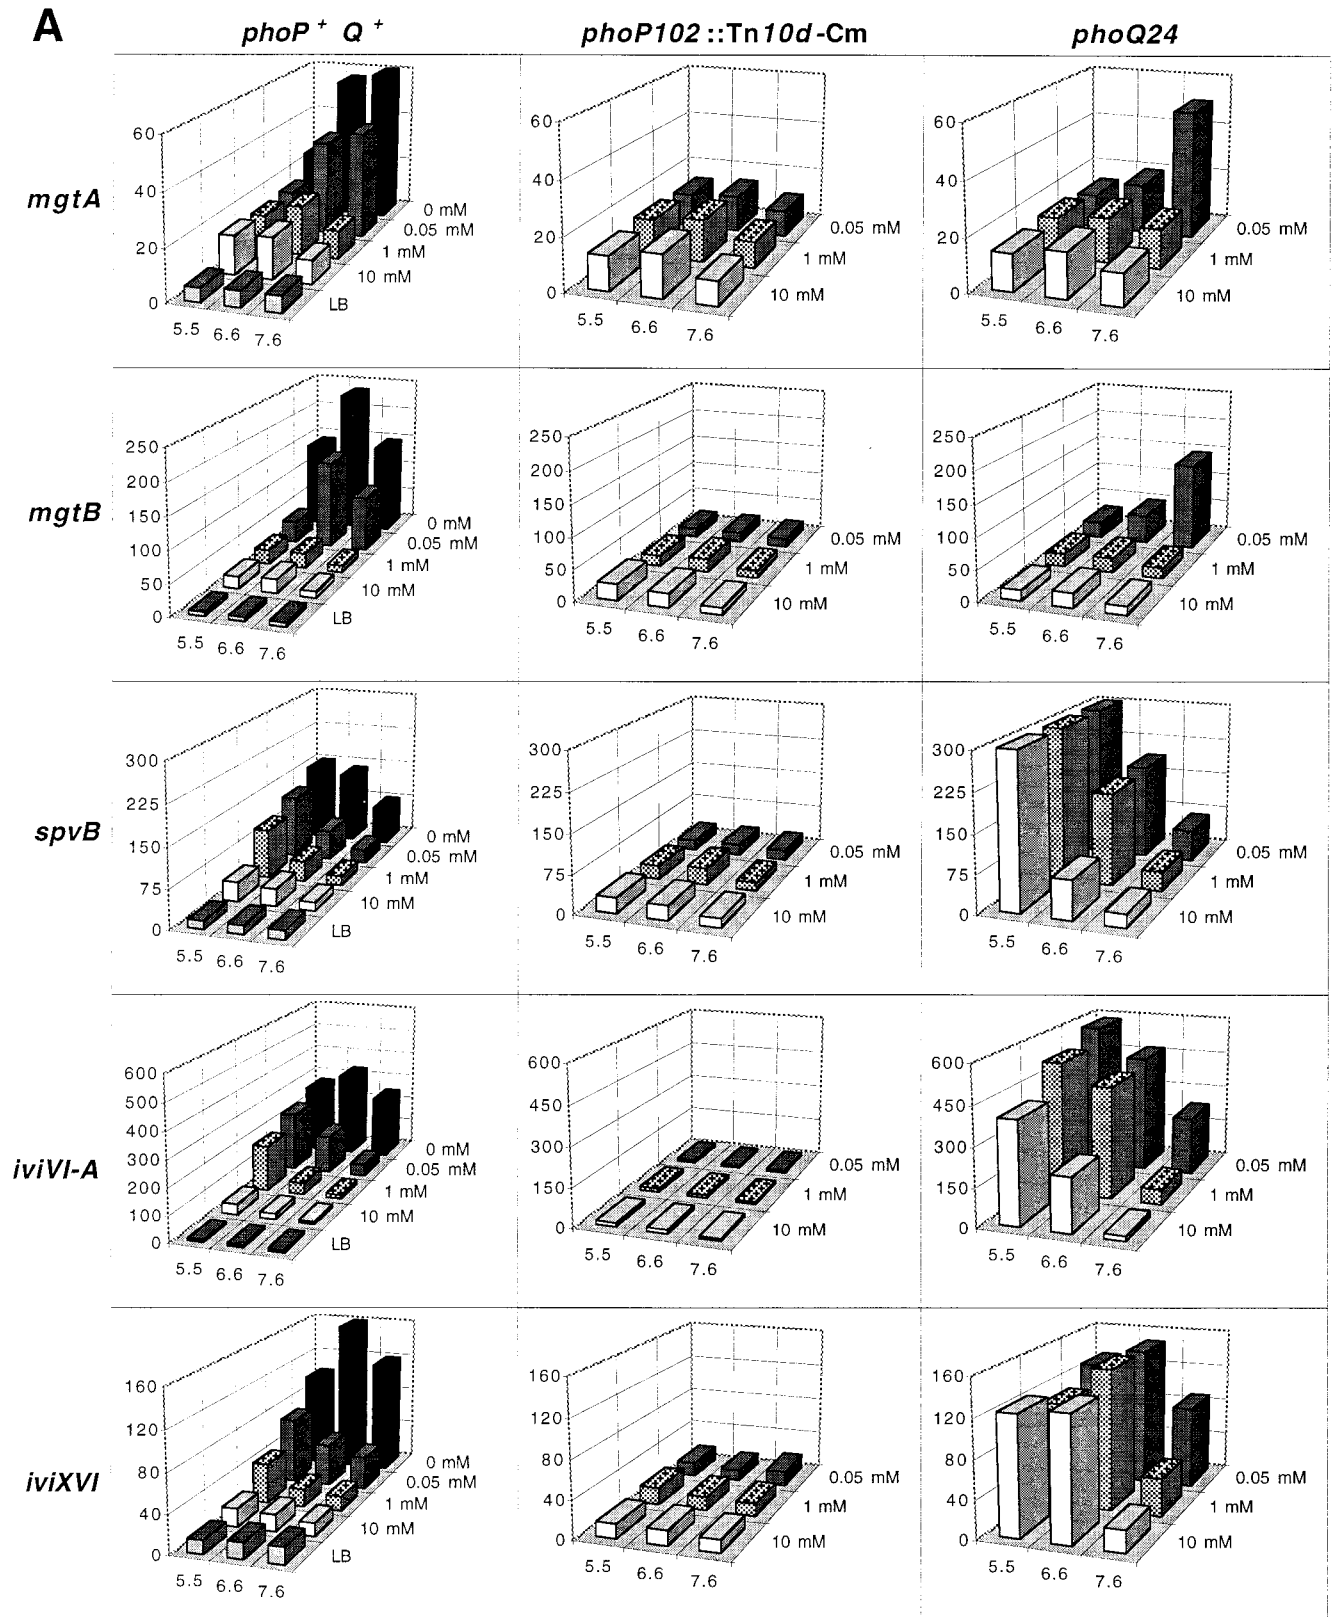 A
phoP + Q + phoP102::Tn10d-Cm phoQ24
mgtA
60
40
20
0
5.5 6.6 7.6
LB
10 mM
1 mM
0.05 mM
0 mM
60
40
20
0
5.5 6.6 7.6
10 mM
1 mM
0.05 mM
60
40
20
0
5.5 6.6 7.6
10 mM
1 mM
0.05 mM
mgtB
250
200
150
100
50
0
5.5 6.6 7.6
LB
10 mM
1 mM
0.05 mM
0 mM
250
200
150
100
50
0
5.5 6.6 7.6
10 mM
1 mM
0.05 mM
250
200
150
100
50
0
5.5 6.6 7.6
10 mM
1 mM
0.05 mM
spvB
300
225
150
75
0
5.5 6.6 7.6
LB
10 mM
1 mM
0.05 mM
0 mM
300
225
150
75
0
5.5 6.6 7.6
10 mM
1 mM
0.05 mM
300
225
150
75
0
5.5 6.6 7.6
10 mM
1 mM
0.05 mM
iviVI-A
600
500
400
300
200
100
0
5.5 6.6 7.6
LB
10 mM
1 mM
0.05 mM
0 mM
600
450
300
150
0
5.5 6.6 7.6
10 mM
1 mM
0.05 mM
600
450
300
150
0
5.5 6.6 7.6
10 mM
1 mM
0.05 mM
iviXVI
160
120
80
40
0
5.5 6.6 7.6
LB
10 mM
1 mM
0.05 mM
0 mM
160
120
80
40
0
5.5 6.6 7.6
10 mM
1 mM
0.05 mM
160
120
80
40
0
5.5 6.6 7.6
10 mM
1 mM
0.05 mM